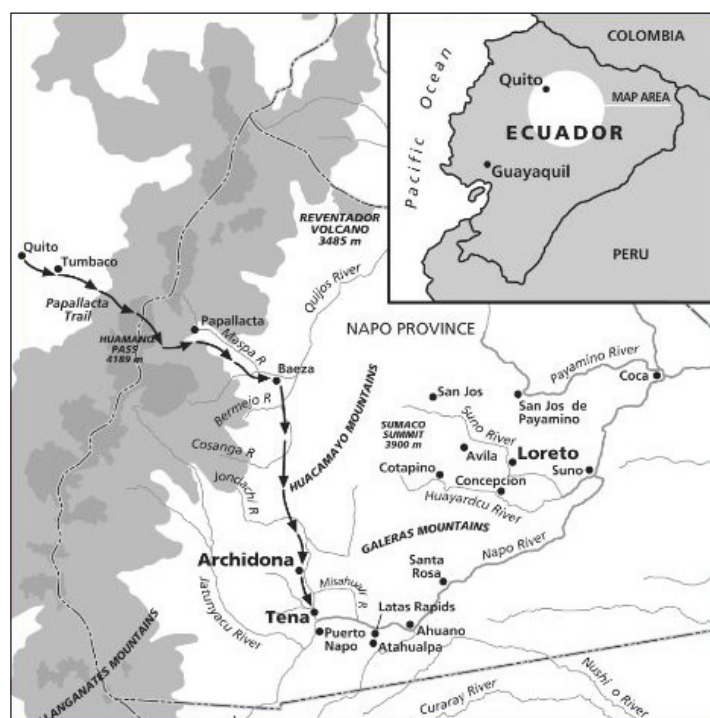 COLOMBIA
Quito
MAP AREA
ECUADOR
Guayaquil
Pacific Ocean
PERU
REVENTADOR
VOLCANO
3485 m
Quito
Tumbaco
Papallacta
Trail
HUAMANO
PASS
4189 m
Papallacta
Maspa R
Quijos River
Baeza
NAPO PROVINCE
Payamino River
Coca
San Jos
San Jos de
Payamino
Bermejo R
HUACAMAYO MOUNTAINS
Suno River
SUMACO
SUMMIT
3900 m
Avila
Loreto
Suno
Cosanga R
Cotapino
Concepcion
Jondachi R
Huayardcu River
GALERAS MOUNTAINS
Napo River
Archidona
Santa
Rosa
Misahualí R
Jatunyacu River
Latas Rapids
Tena
Puerto
Napo
Ahuano
Atahualpa
LLANGANATES MOUNTAINS
Nushi o River
Curaray River